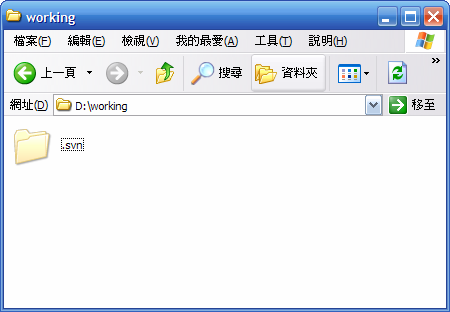 working
檔案(F) 編輯(E) 檢視(V) 我的最愛(A) 工具(T) 說明(H)
上一頁 搜尋 資料夾
網址(D) D:\working 移至
.svn